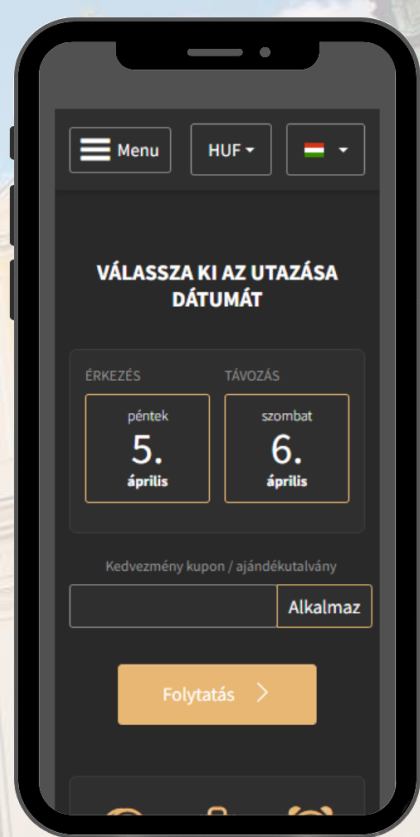 Menu
HUF
VÁLASSZA KI AZ UTAZÁSA
DÁTUMÁT
ÉRKEZÉS
TÁVOZÁS
péntek
5.
április
szombat
6.
április
Kedvezmény kupon / ajándékutalvány
Alkalmaz
Folytatás